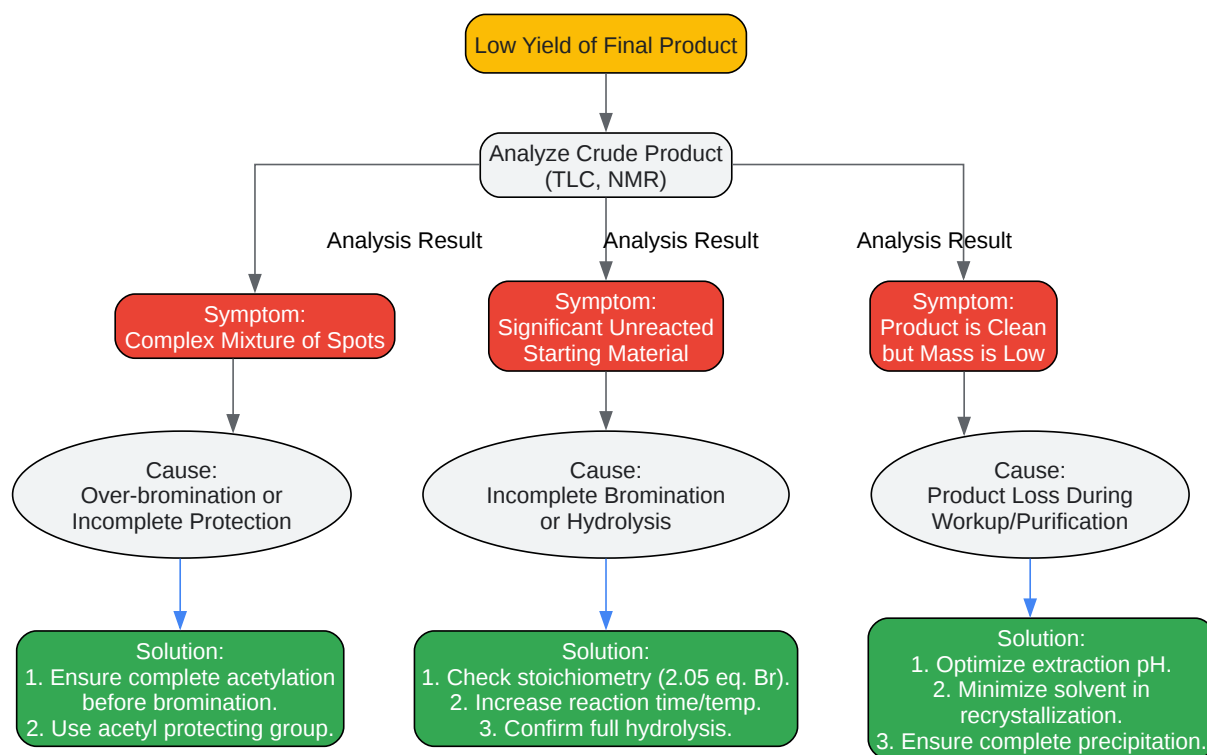 Low Yield of Final Product
Analyze Crude Product
(TLC, NMR)
Analysis Result
Analysis Result
Analysis Result
Symptom:
Complex Mixture of Spots
Symptom:
Significant Unreacted
Starting Material
Symptom:
Product is Clean
but Mass is Low
Cause:
Over-bromination or
Incomplete Protection
Cause:
Incomplete Bromination
or Hydrolysis
Cause:
Product Loss During
Workup/Purification
Solution:
1. Ensure complete acetylation
before bromination.
2. Use acetyl protecting group.
Solution:
1. Check stoichiometry (2.05 eq. Br).
2. Increase reaction time/temp.
3. Confirm full hydrolysis.
Solution:
1. Optimize extraction pH.
2. Minimize solvent in
recrystallization.
3. Ensure complete precipitation.